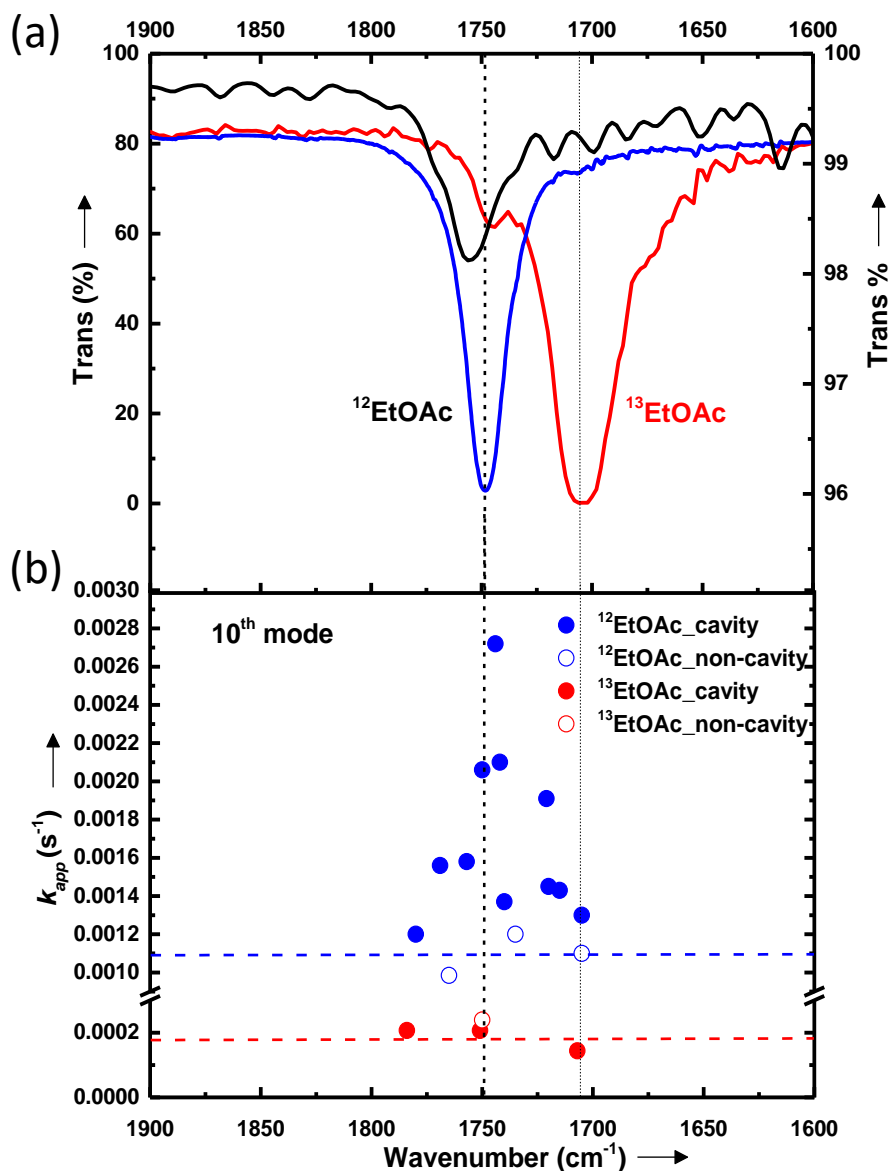 (a)
1900 1850 1800 1750 1700 1650 1600
100 100
80 99
60 98
40 97
20 96
0
Trans (%) Trans %
¹²EtOAc ¹³EtOAc
(b)
10th mode
¹²EtOAc_cavity
¹²EtOAc_non-cavity
¹³EtOAc_cavity
¹³EtOAc_non-cavity
0.0030
0.0028
0.0026
0.0024
0.0022
0.0020
0.0018
0.0016
0.0014
0.0012
0.0010
0.0002
0.0000
k_app (s⁻¹)
1900 1850 1800 1750 1700 1650 1600
Wavenumber (cm⁻¹)